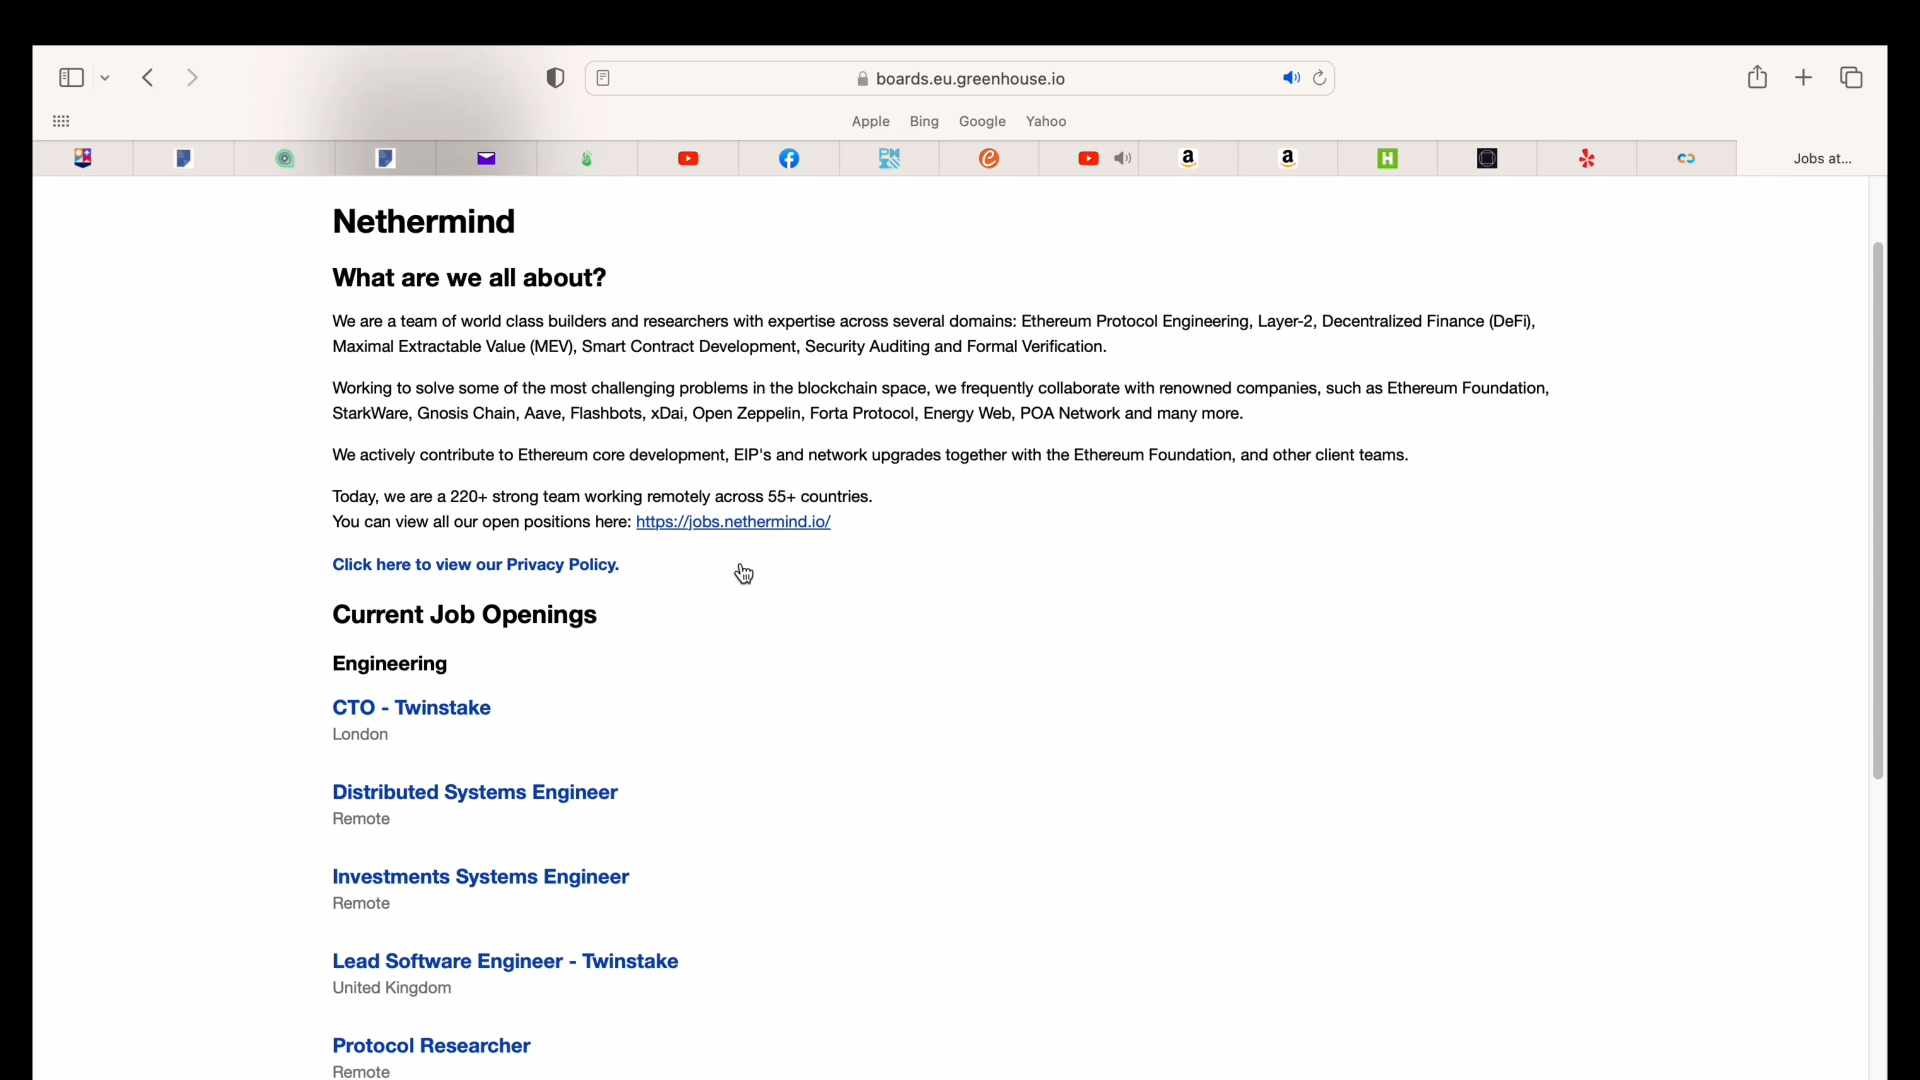 boards.eu.greenhouse.io
Apple Bing Google Yahoo
Jobs at...
Nethermind
What are we all about?
We are a team of world class builders and researchers with expertise across several domains: Ethereum Protocol Engineering, Layer-2, Decentralized Finance (DeFi),
Maximal Extractable Value (MEV), Smart Contract Development, Security Auditing and Formal Verification.
Working to solve some of the most challenging problems in the blockchain space, we frequently collaborate with renowned companies, such as Ethereum Foundation,
StarkWare, Gnosis Chain, Aave, Flashbots, xDai, Open Zeppelin, Forta Protocol, Energy Web, POA Network and many more.
We actively contribute to Ethereum core development, EIP's and network upgrades together with the Ethereum Foundation, and other client teams.
Today, we are a 220+ strong team working remotely across 55+ countries.
You can view all our open positions here: https://jobs.nethermind.io/
Click here to view our Privacy Policy.
Current Job Openings
Engineering
CTO - Twinstake
London
Distributed Systems Engineer
Remote
Investments Systems Engineer
Remote
Lead Software Engineer - Twinstake
United Kingdom
Protocol Researcher
Remote